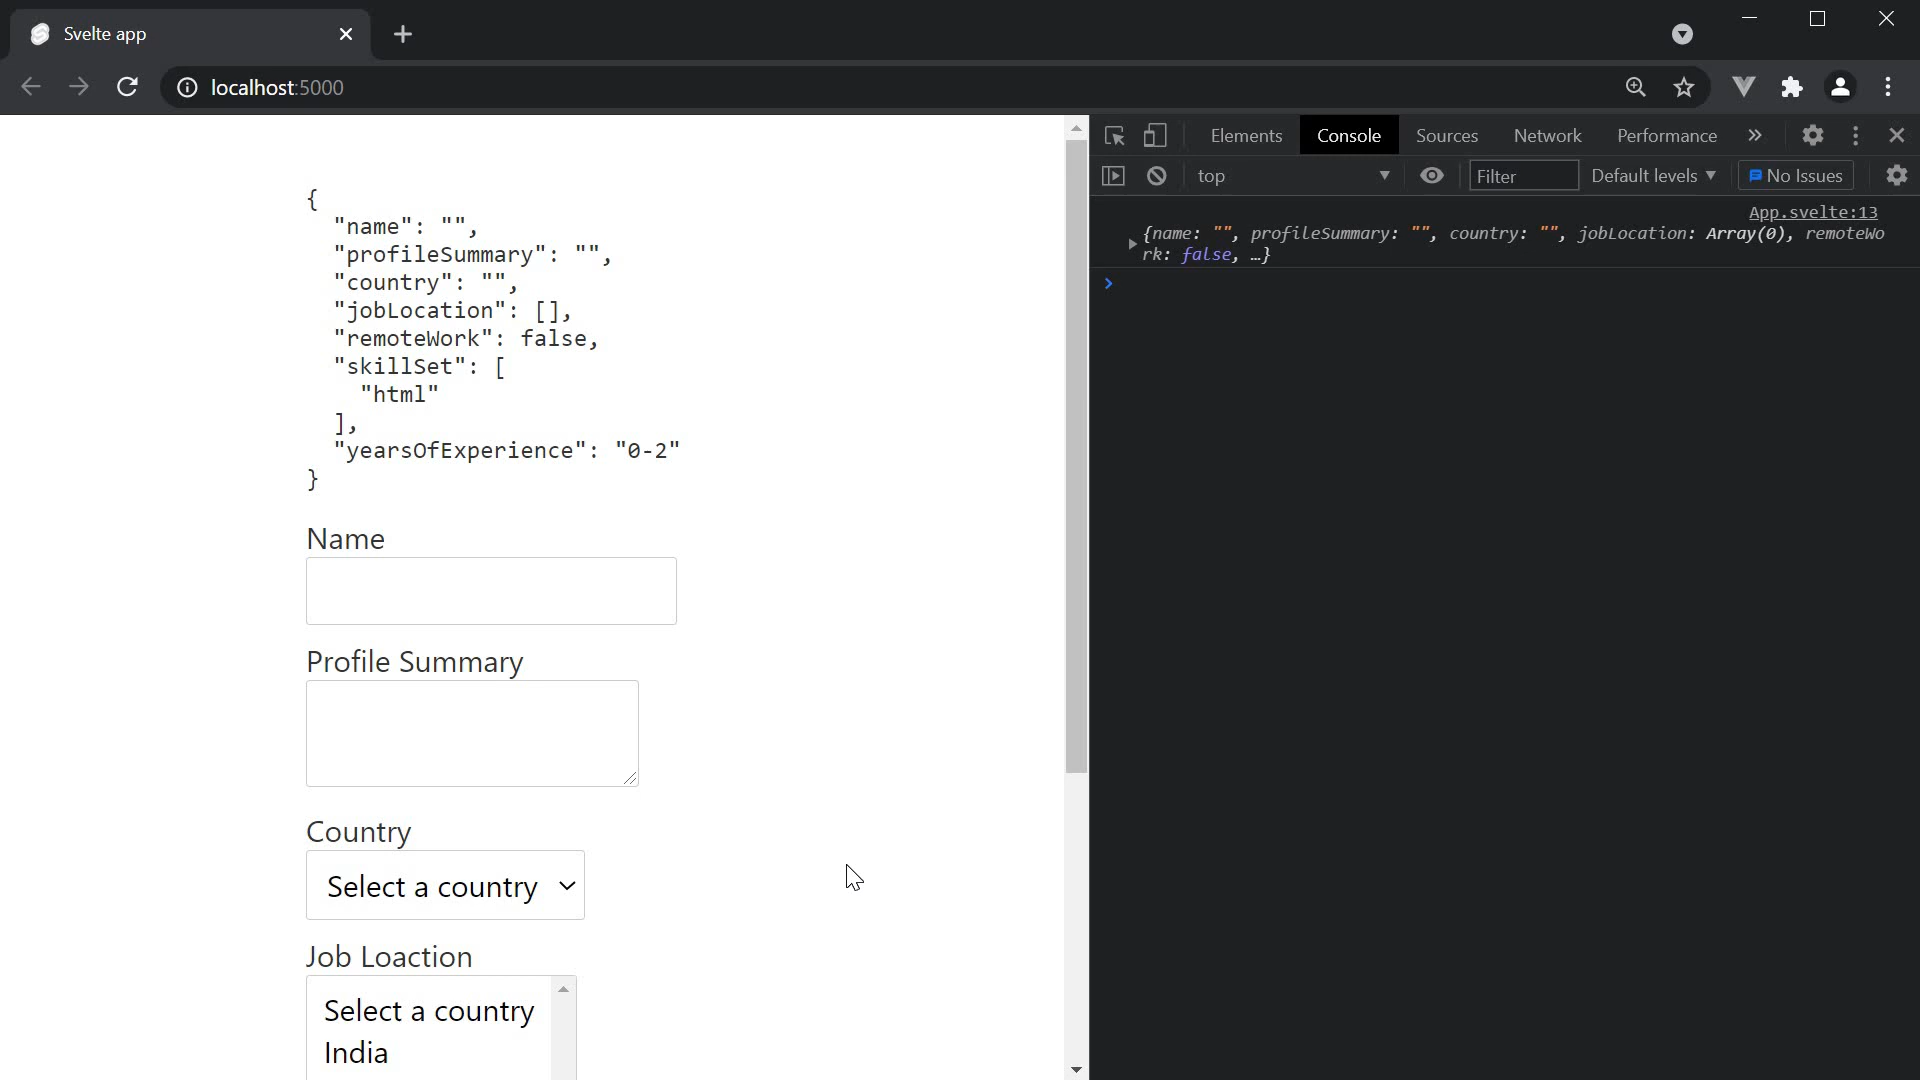 Svelte app
localhost:5000
{
  "name": "",
  "profileSummary": "",
  "country": "",
  "jobLocation": [],
  "remoteWork": false,
  "skillSet": [
    "html"
  ],
  "yearsOfExperience": "0-2"
}
Name
Profile Summary
Country
Select a country
Job Loaction
Select a country
India
Elements Console Sources Network Performance
top Filter Default levels No Issues
App.svelte:13
{name: "", profileSummary: "", country: "", jobLocation: Array(0), remoteWo
rk: false, …}